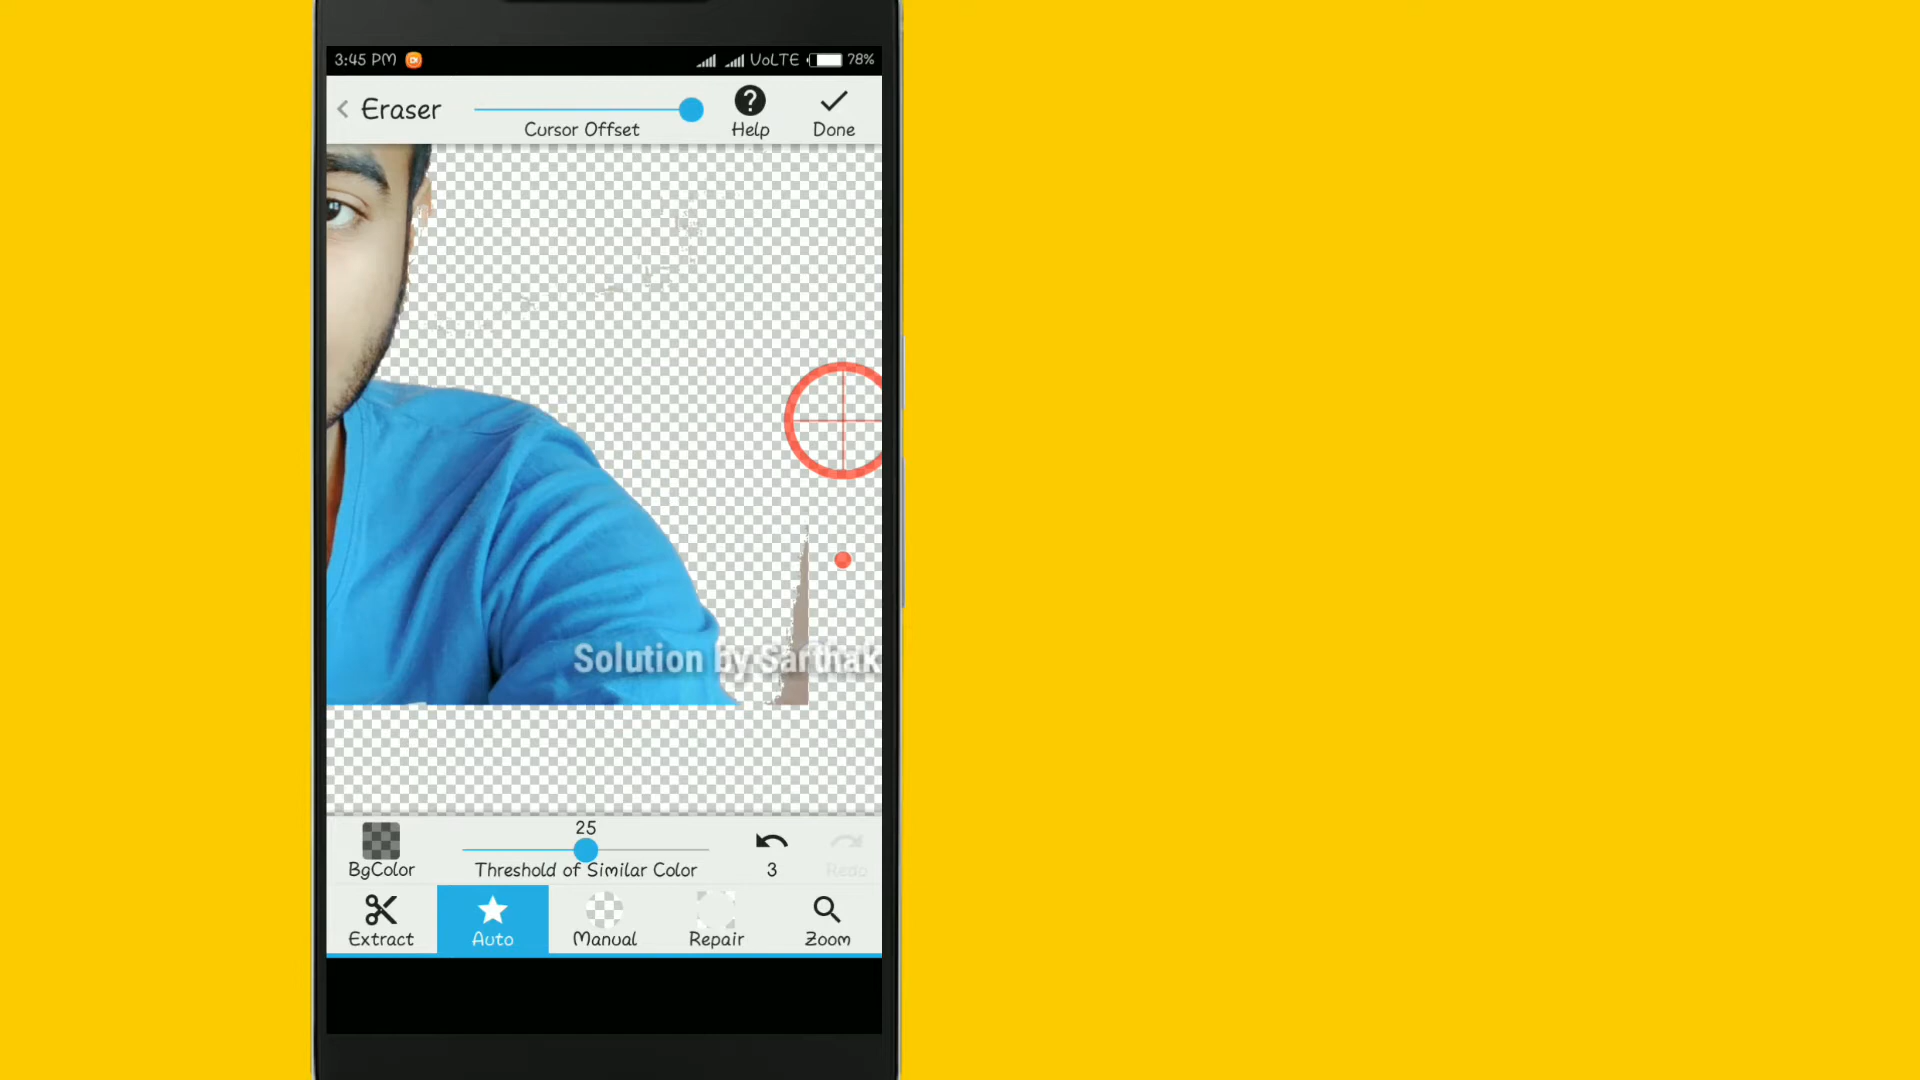 3:45 PM VoLTE 78%
Eraser
Cursor Offset
Help
Done
Solution by Sarthak
25
BgColor
Threshold of Similar Color
3
Redo
Extract
Auto
Manual
Repair
Zoom